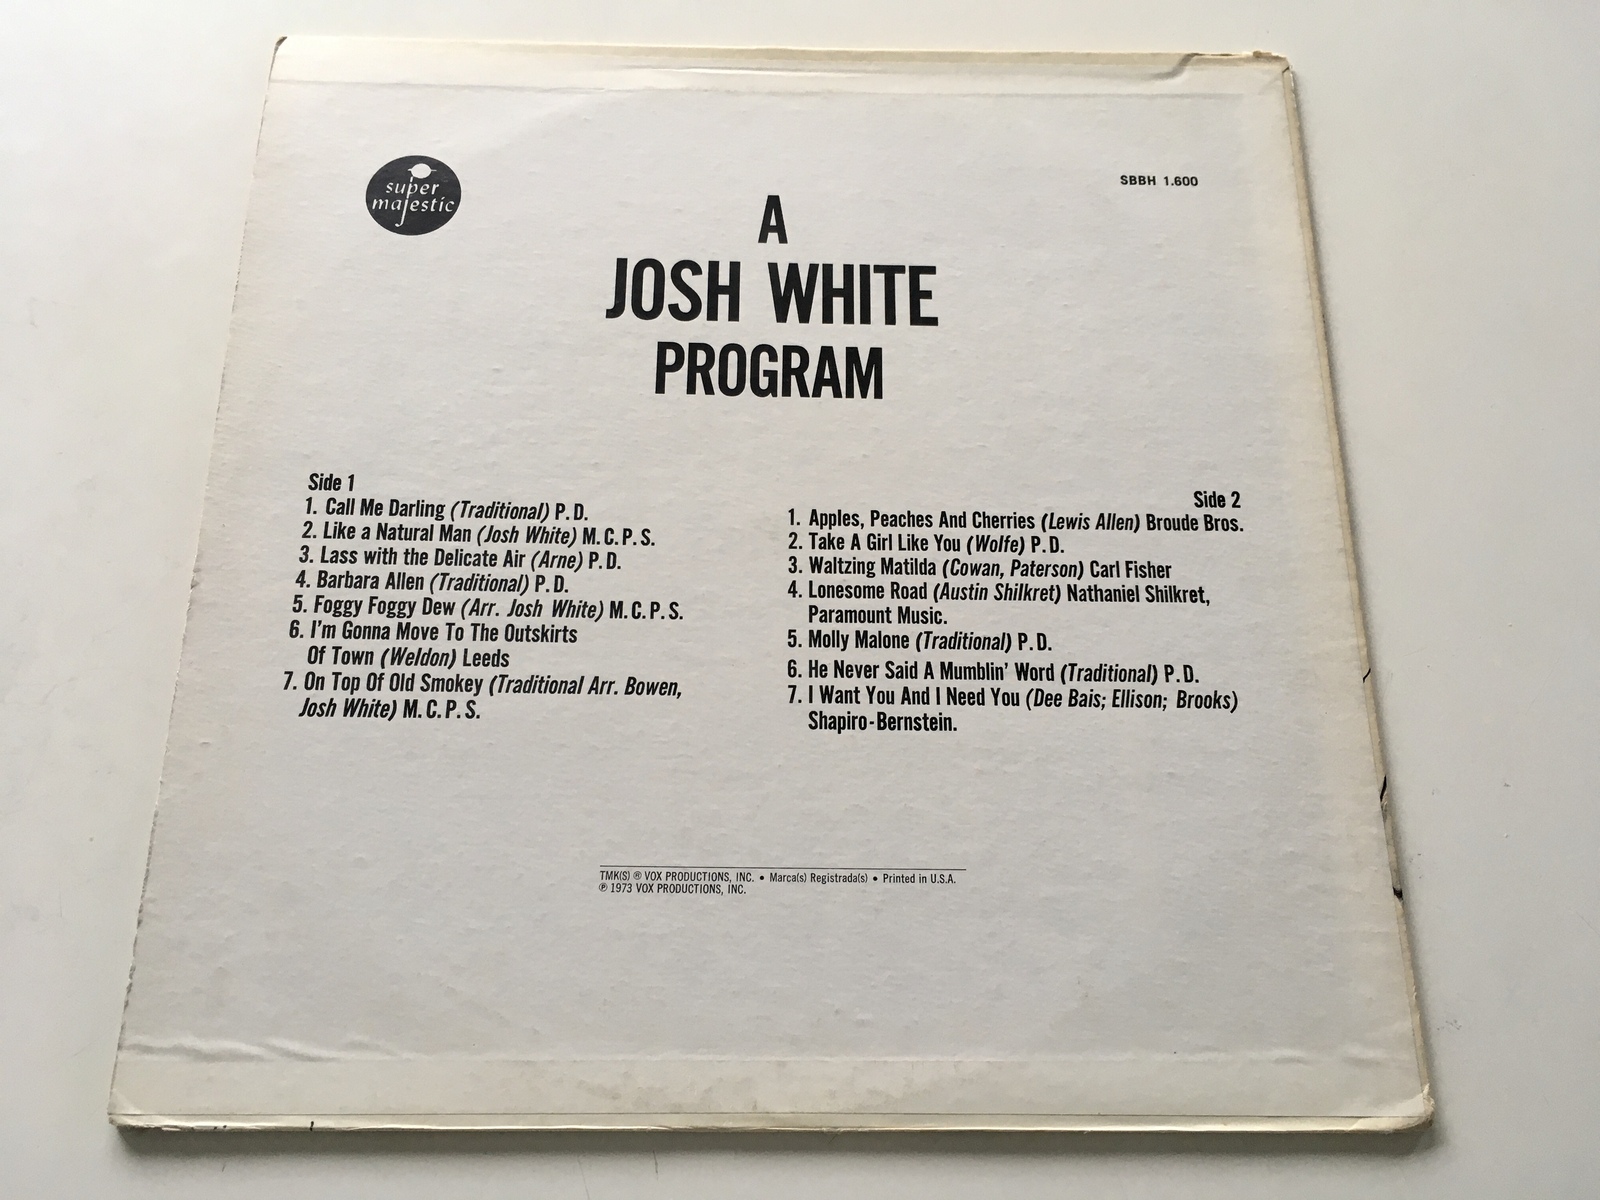 super
majestic
SBBH 1.600
A
JOSH WHITE
PROGRAM
Side 1
1. Call Me Darling (Traditional) P.D.
2. Like a Natural Man (Josh White) M.C.P.S.
3. Lass with the Delicate Air (Arne) P.D.
4. Barbara Allen (Traditional) P.D.
5. Foggy Foggy Dew (Arr. Josh White) M.C.P.S.
6. I'm Gonna Move To The Outskirts
Of Town (Weldon) Leeds
7. On Top Of Old Smokey (Traditional Arr. Bowen,
Josh White) M.C.P.S.
Side 2
1. Apples, Peaches And Cherries (Lewis Allen) Broude Bros.
2. Take A Girl Like You (Wolfe) P.D.
3. Waltzing Matilda (Cowan, Paterson) Carl Fisher
4. Lonesome Road (Austin Shilkret) Nathaniel Shilkret,
Paramount Music.
5. Molly Malone (Traditional) P.D.
6. He Never Said A Mumblin' Word (Traditional) P.D.
7. I Want You And I Need You (Dee Bais; Ellison; Brooks)
Shapiro-Bernstein.
TMK(S) ® VOX PRODUCTIONS, INC. • Marca(s) Registrada(s) • Printed in U.S.A.
℗ 1973 VOX PRODUCTIONS, INC.